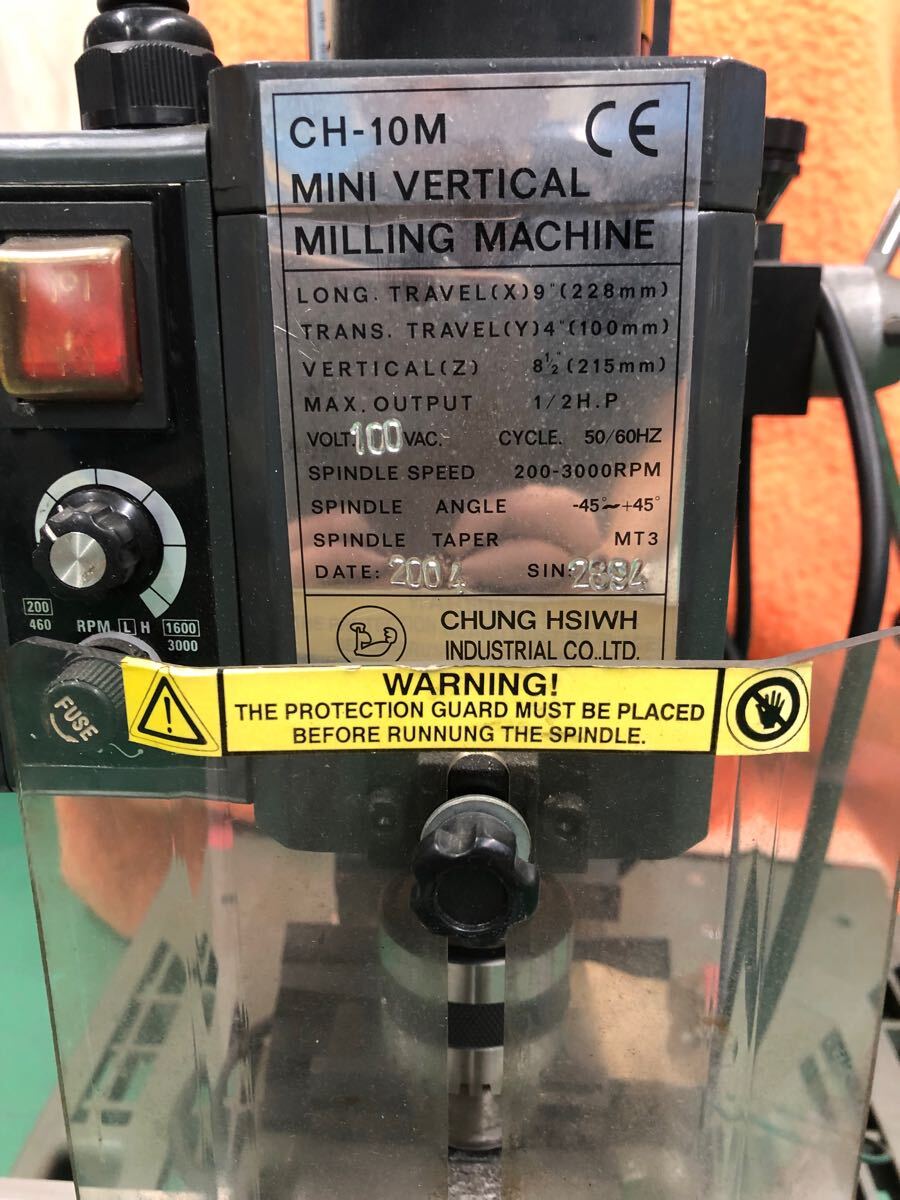 CH-10M CE
MINI VERTICAL
MILLING MACHINE
LONG. TRAVEL(X) 9"(228mm)
TRANS. TRAVEL(Y) 4"(100mm)
VERTICAL(Z) 8 1/2"(215mm)
MAX. OUTPUT 1/2H.P
VOLT: 100 VAC. CYCLE. 50/60HZ
SPINDLE SPEED 200-3000RPM
SPINDLE ANGLE -45°~+45°
SPINDLE TAPER MT3
DATE: 2004 SIN: 2894
CHUNG HSIWH
INDUSTRIAL CO.,LTD.
200 RPM L H 1600
460 3000
FUSE
WARNING!
THE PROTECTION GUARD MUST BE PLACED
BEFORE RUNNUNG THE SPINDLE.